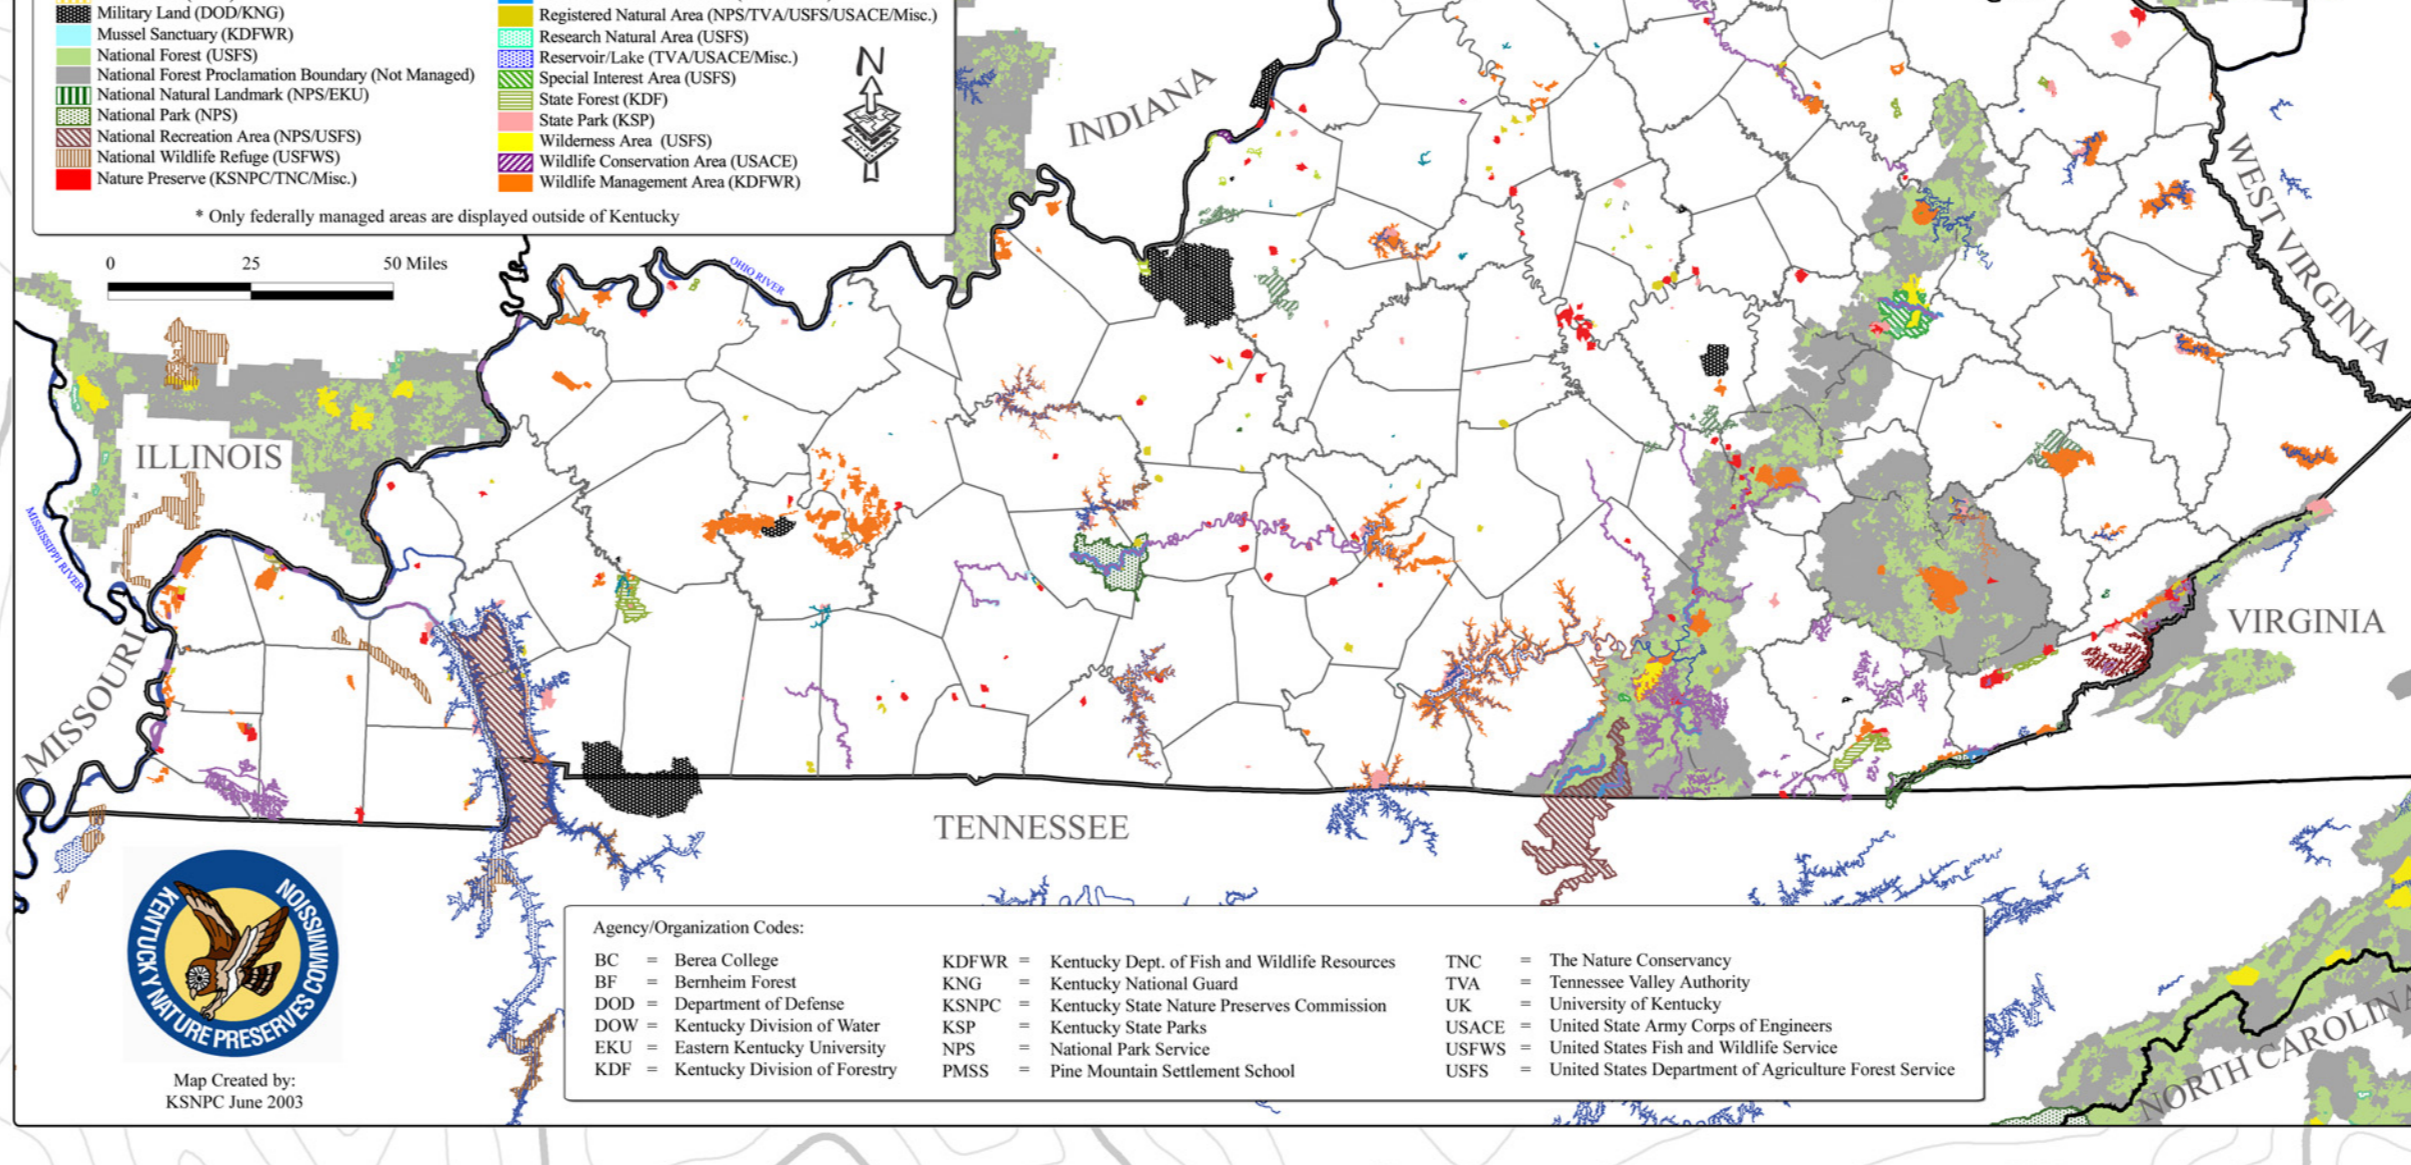 Military Land (DOD/KNG)
Mussel Sanctuary (KDFWR)
National Forest (USFS)
National Forest Proclamation Boundary (Not Managed)
National Natural Landmark (NPS/EKU)
National Park (NPS)
National Recreation Area (NPS/USFS)
National Wildlife Refuge (USFWS)
Nature Preserve (KSNPC/TNC/Misc.)
Registered Natural Area (NPS/TVA/USFS/USACE/Misc.)
Research Natural Area (USFS)
Reservoir/Lake (TVA/USACE/Misc.)
Special Interest Area (USFS)
State Forest (KDF)
State Park (KSP)
Wilderness Area (USFS)
Wildlife Conservation Area (USACE)
Wildlife Management Area (KDFWR)
N
* Only federally managed areas are displayed outside of Kentucky
0 25 50 Miles
INDIANA
OHIO RIVER
WEST VIRGINIA
ILLINOIS
MISSISSIPPI RIVER
MISSOURI
VIRGINIA
TENNESSEE
NORTH CAROLINA
KENTUCKY NATURE PRESERVES COMMISSION
Map Created by:
KSNPC June 2003
Agency/Organization Codes:
BC = Berea College
BF = Bernheim Forest
DOD = Department of Defense
DOW = Kentucky Division of Water
EKU = Eastern Kentucky University
KDF = Kentucky Division of Forestry
KDFWR = Kentucky Dept. of Fish and Wildlife Resources
KNG = Kentucky National Guard
KSNPC = Kentucky State Nature Preserves Commission
KSP = Kentucky State Parks
NPS = National Park Service
PMSS = Pine Mountain Settlement School
TNC = The Nature Conservancy
TVA = Tennessee Valley Authority
UK = University of Kentucky
USACE = United State Army Corps of Engineers
USFWS = United States Fish and Wildlife Service
USFS = United States Department of Agriculture Forest Service